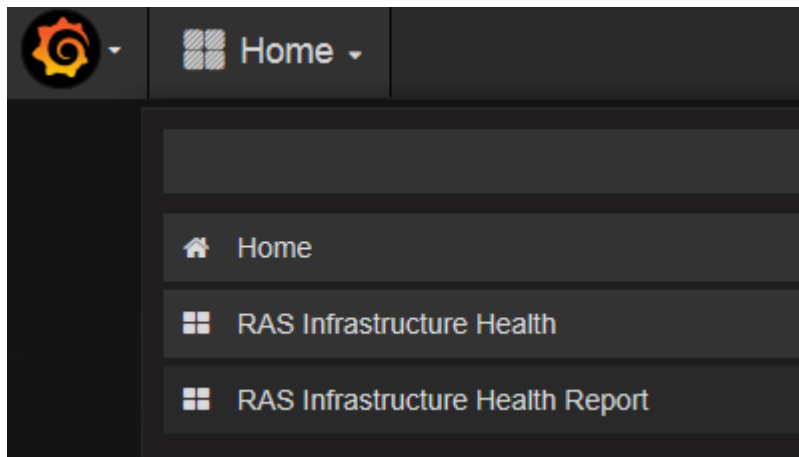 Home
Home
RAS Infrastructure Health
RAS Infrastructure Health Report